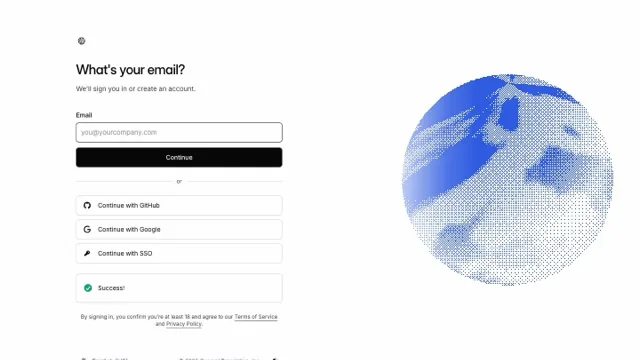 What's your email?
We'll sign you in or create an account.
Email
you@yourcompany.com
Continue
or
Continue with GitHub
Continue with Google
Continue with SSO
Success!
By signing in, you confirm you're at least 18 and agree to our Terms of Service
and Privacy Policy.